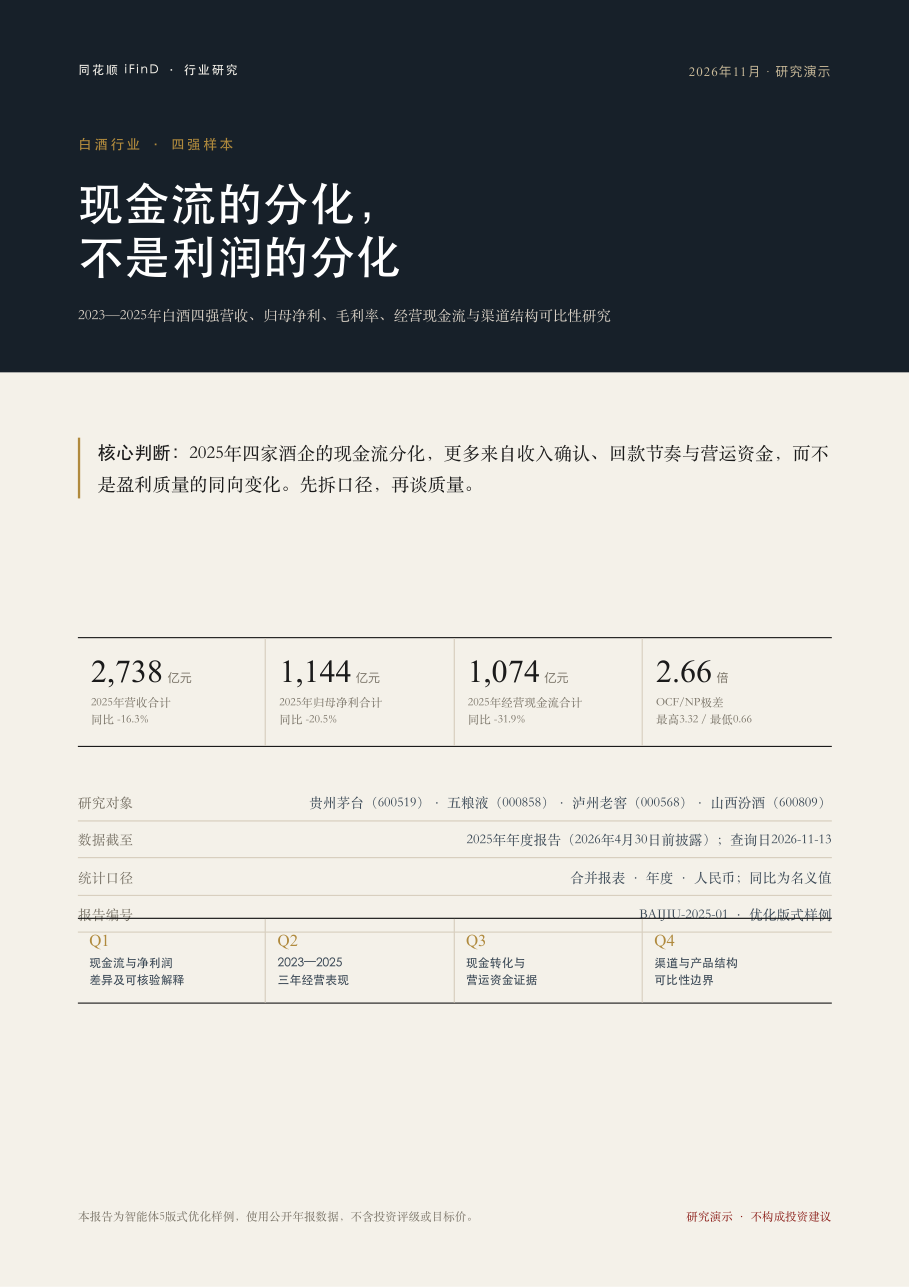 同花顺 iFinD · 行业研究
2026年11月 · 研究演示
白酒行业 · 四强样本
现金流的分化，
不是利润的分化
2023—2025年白酒四强营收、归母净利、毛利率、经营现金流与渠道结构可比性研究
核心判断：2025年四家酒企的现金流分化，更多来自收入确认、回款节奏与营运资金，而不
是盈利质量的同向变化。先拆口径，再谈质量。
2,738 亿元
2025年营收合计
同比 -16.3%
1,144 亿元
2025年归母净利合计
同比 -20.5%
1,074 亿元
2025年经营现金流合计
同比 -31.9%
2.66 倍
OCF/NP极差
最高3.32 / 最低0.66
研究对象
贵州茅台（600519） · 五粮液（000858） · 泸州老窖（000568） · 山西汾酒（600809）
数据截至
2025年年度报告（2026年4月30日前披露）；查询日2026-11-13
统计口径
合并报表 · 年度 · 人民币；同比为名义值
报告编号
BAIJIU-2025-01 · 优化版式样例
Q1
现金流与净利润
差异及可核验解释
Q2
2023—2025
三年经营表现
Q3
现金转化与
营运资金证据
Q4
渠道与产品结构
可比性边界
本报告为智能体5版式优化样例，使用公开年报数据，不含投资评级或目标价。
研究演示 · 不构成投资建议